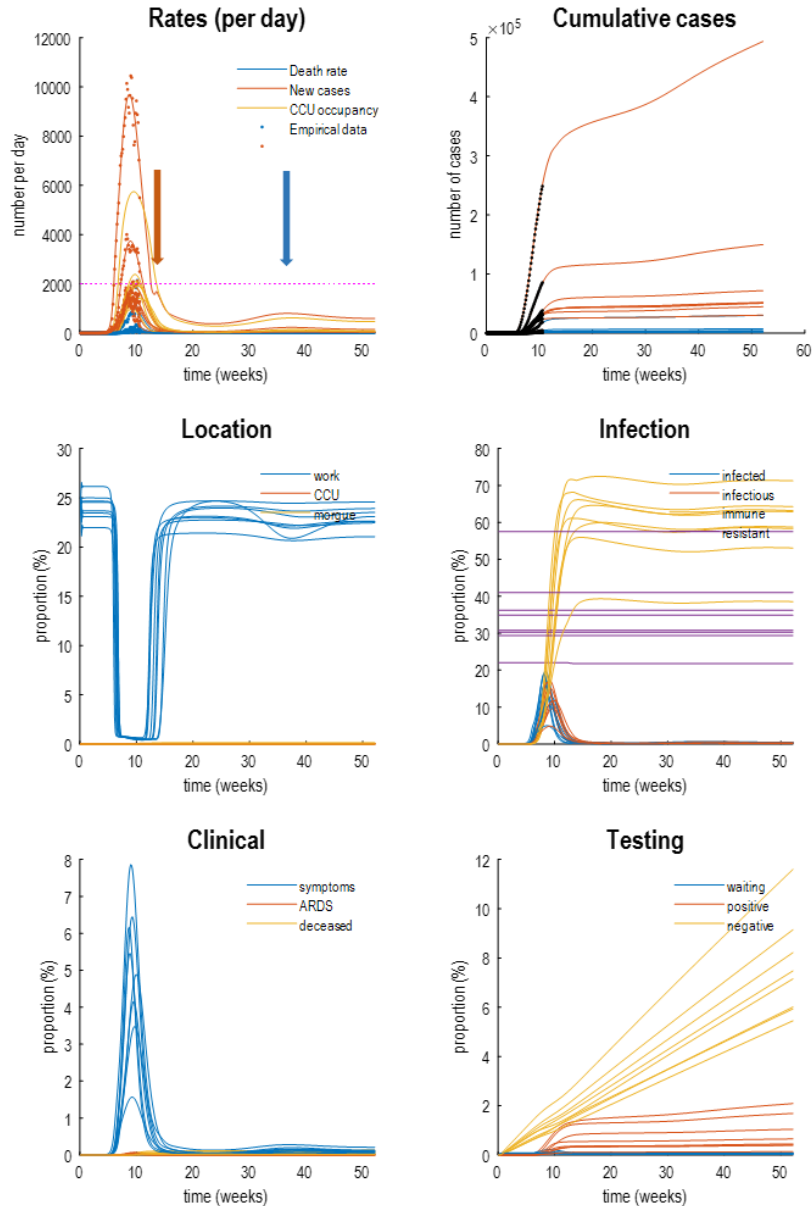 Rates (per day)
12000
10000
8000
6000
4000
2000
0
number per day
Death rate
New cases
CCU occupancy
Empirical data
0 10 20 30 40 50
time (weeks)
Cumulative cases
5 ×10⁵
4
3
2
1
0
number of cases
0 10 20 30 40 50 60
time (weeks)
Location
30
25
20
15
10
5
0
proportion (%)
work
CCU
morgue
0 10 20 30 40 50
time (weeks)
Infection
80
70
60
50
40
30
20
10
0
proportion (%)
infected
infectious
immune
resistant
0 10 20 30 40 50
time (weeks)
Clinical
8
7
6
5
4
3
2
1
0
proportion (%)
symptoms
ARDS
deceased
0 10 20 30 40 50
time (weeks)
Testing
12
10
8
6
4
2
0
proportion (%)
waiting
positive
negative
0 10 20 30 40 50
time (weeks)